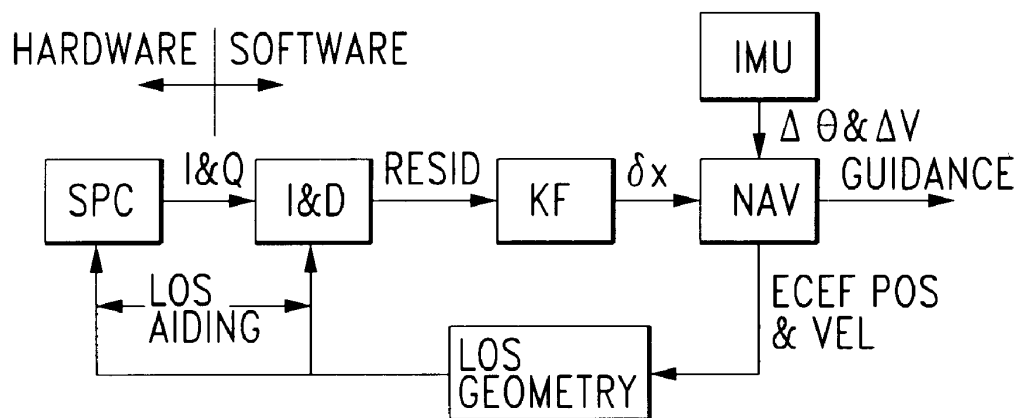 HARDWARE SOFTWARE
IMU
Δ θ&ΔV
I&Q
RESID
δx
GUIDANCE
SPC
I&D
KF
NAV
LOS
AIDING
ECEF POS
& VEL
LOS
GEOMETRY